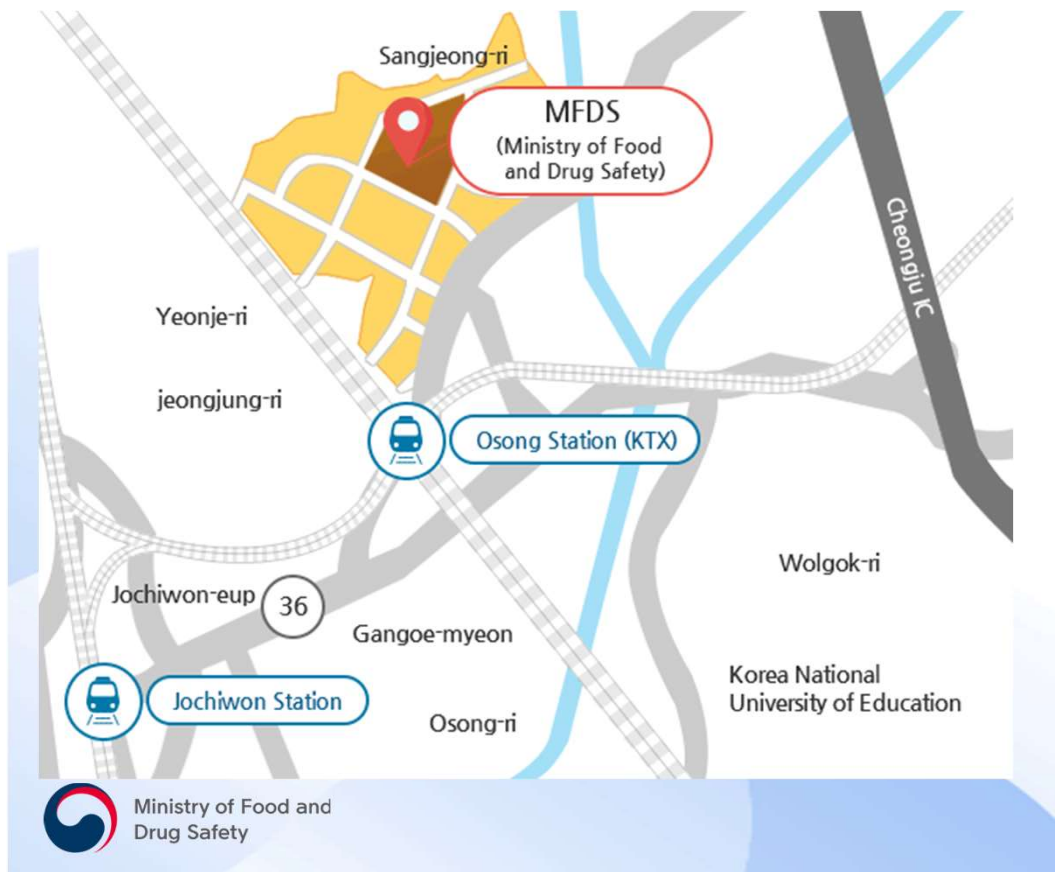 Sangjeong-ri
MFDS
(Ministry of Food
and Drug Safety)
Cheongju IC
Yeonje-ri
jeongjung-ri
Osong Station (KTX)
Wolgok-ri
Jochiwon-eup
36
Gangoe-myeon
Korea National
University of Education
Jochiwon Station
Osong-ri
Ministry of Food and
Drug Safety